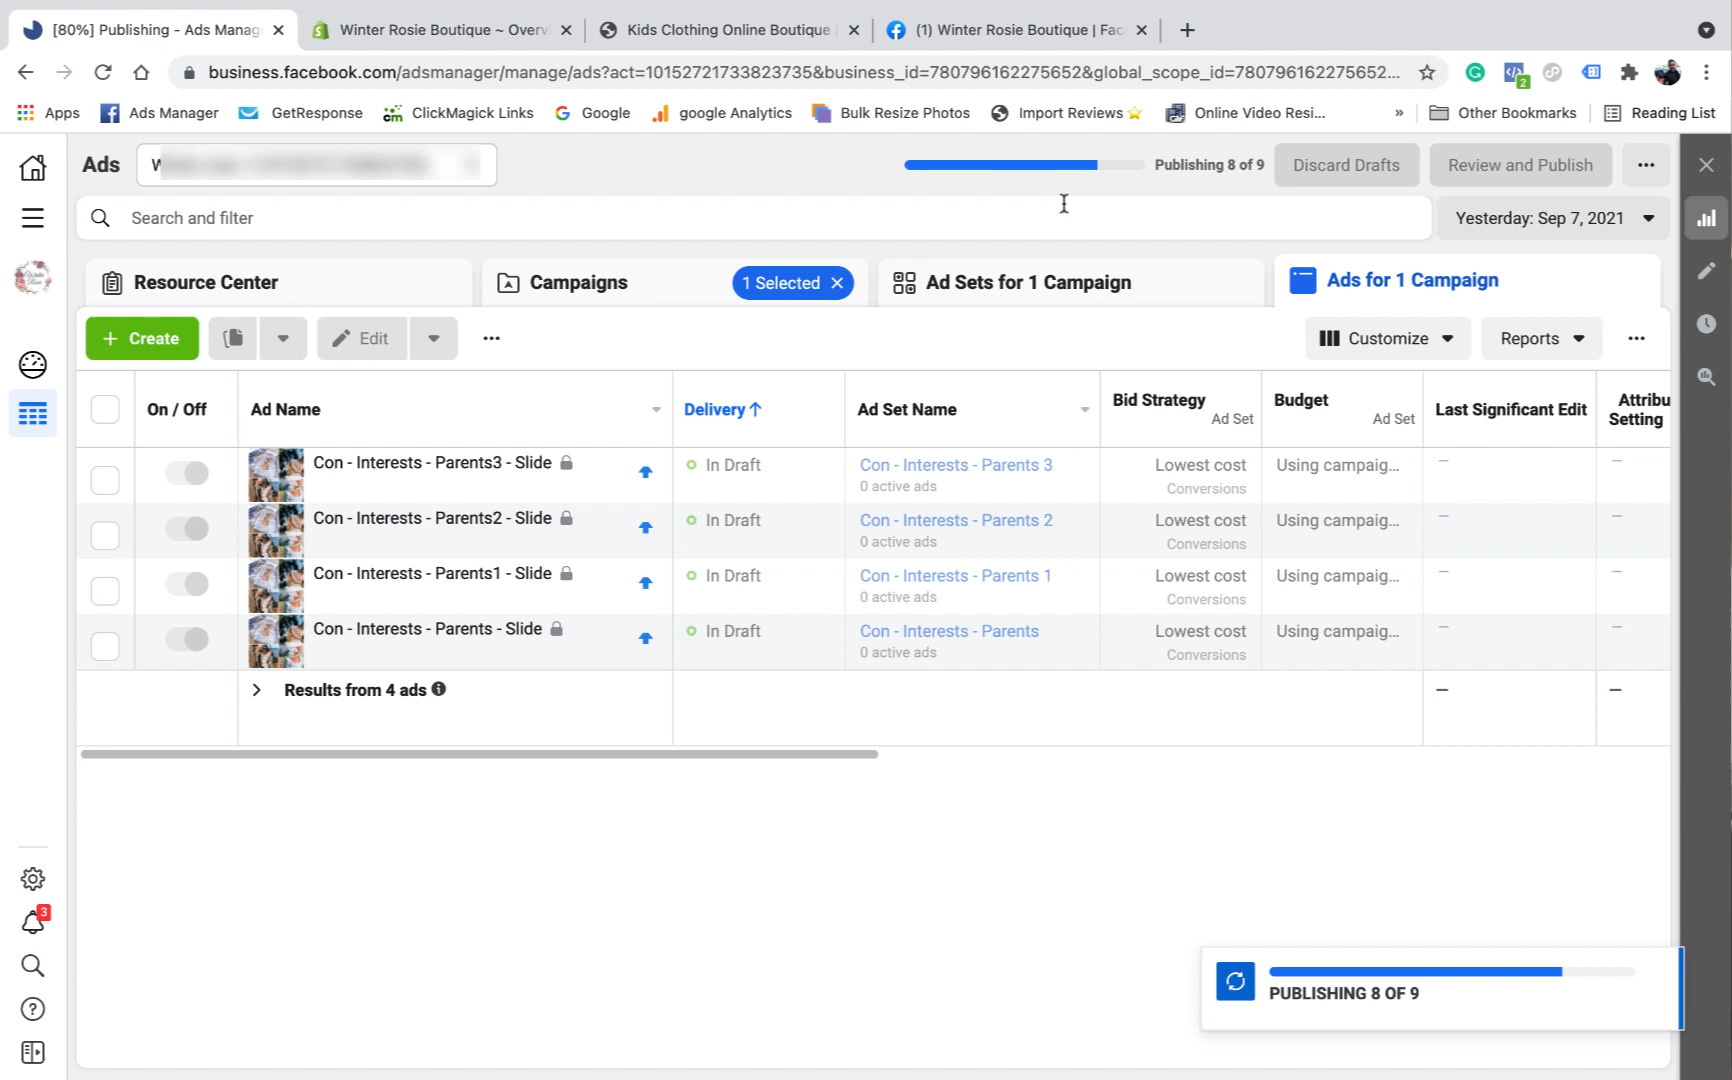 [80%] Publishing - Ads Manag
Winter Rosie Boutique ~ Overv
Kids Clothing Online Boutique
(1) Winter Rosie Boutique | Fac
business.facebook.com/adsmanager/manage/ads?act=10152721733823735&business_id=780796162275652&global_scope_id=780796162275652...
2
Apps
Ads Manager
GetResponse
cm
ClickMagick Links
Google
google Analytics
Bulk Resize Photos
Import Reviews
Online Video Resi...
»
Other Bookmarks
Reading List
Ads
Publishing 8 of 9
Discard Drafts
Review and Publish
Search and filter
Yesterday: Sep 7, 2021
Resource Center
Campaigns
1 Selected
Ad Sets for 1 Campaign
Ads for 1 Campaign
+ Create
Edit
Customize
Reports
On / Off
Ad Name
Delivery↑
Ad Set Name
Bid Strategy
Ad Set
Budget
Ad Set
Last Significant Edit
Attribu
Setting
Con - Interests - Parents3 - Slide
In Draft
Con - Interests - Parents 3
0 active ads
Lowest cost
Conversions
Using campaig...
—
—
Con - Interests - Parents2 - Slide
In Draft
Con - Interests - Parents 2
0 active ads
Lowest cost
Conversions
Using campaig...
—
—
Con - Interests - Parents1 - Slide
In Draft
Con - Interests - Parents 1
0 active ads
Lowest cost
Conversions
Using campaig...
—
—
Con - Interests - Parents - Slide
In Draft
Con - Interests - Parents
0 active ads
Lowest cost
Conversions
Using campaig...
—
—
Results from 4 ads
—
—
3
PUBLISHING 8 OF 9